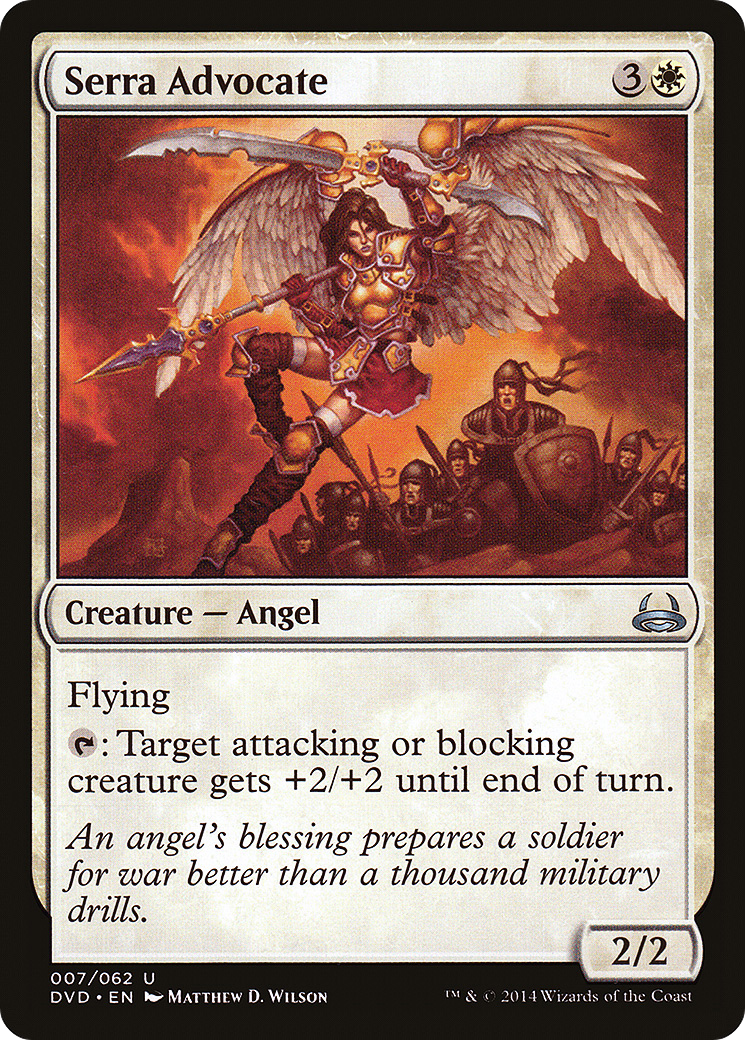 Serra Advocate 3
Creature — Angel
Flying
: Target attacking or blocking
creature gets +2/+2 until end of turn.
An angel's blessing prepares a soldier
for war better than a thousand military
drills.
2/2
007/062 U
DVD • EN Matthew D. Wilson
™ & © 2014 Wizards of the Coast